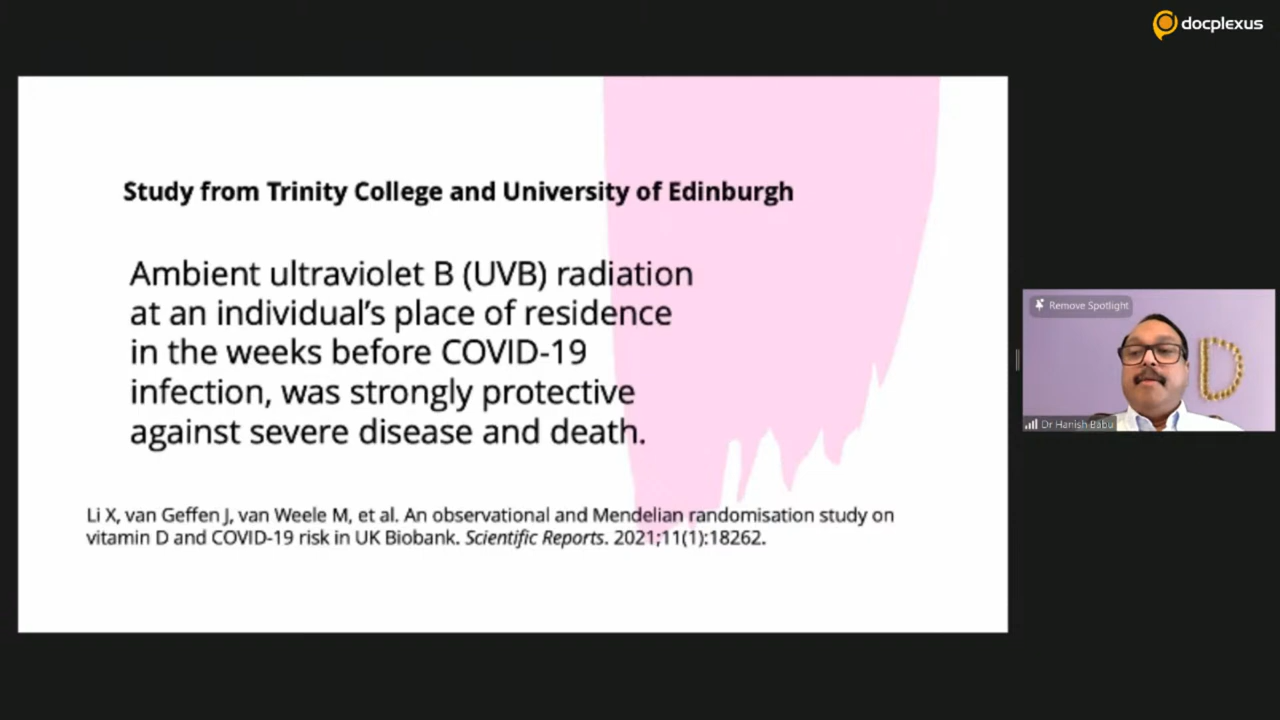 docplexus
Study from Trinity College and University of Edinburgh
Ambient ultraviolet B (UVB) radiation
at an individual’s place of residence
in the weeks before COVID-19
infection, was strongly protective
against severe disease and death.
Li X, van Geffen J, van Weele M, et al. An observational and Mendelian randomisation study on
vitamin D and COVID-19 risk in UK Biobank. Scientific Reports. 2021;11(1):18262.
Remove Spotlight
D
Dr Hanish Babu